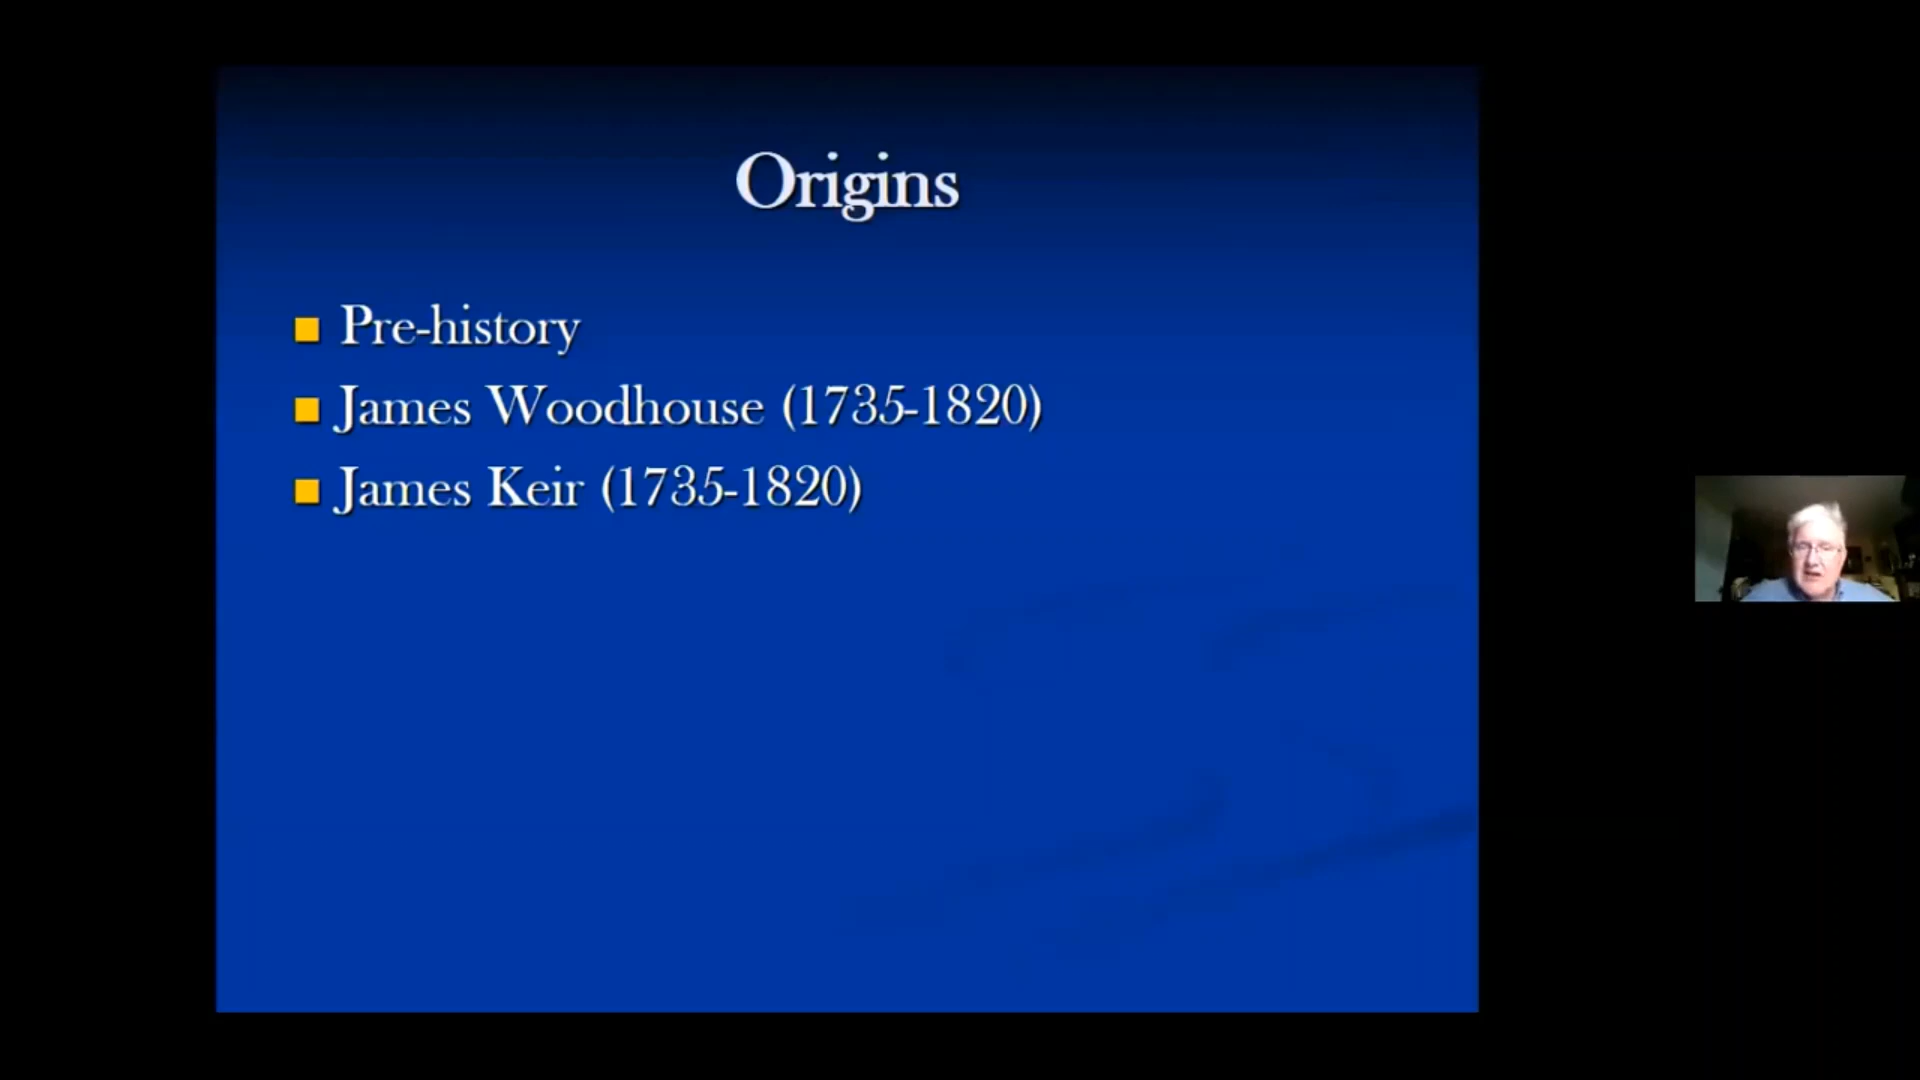 Origins
Pre-history
James Woodhouse (1735-1820)
James Keir (1735-1820)